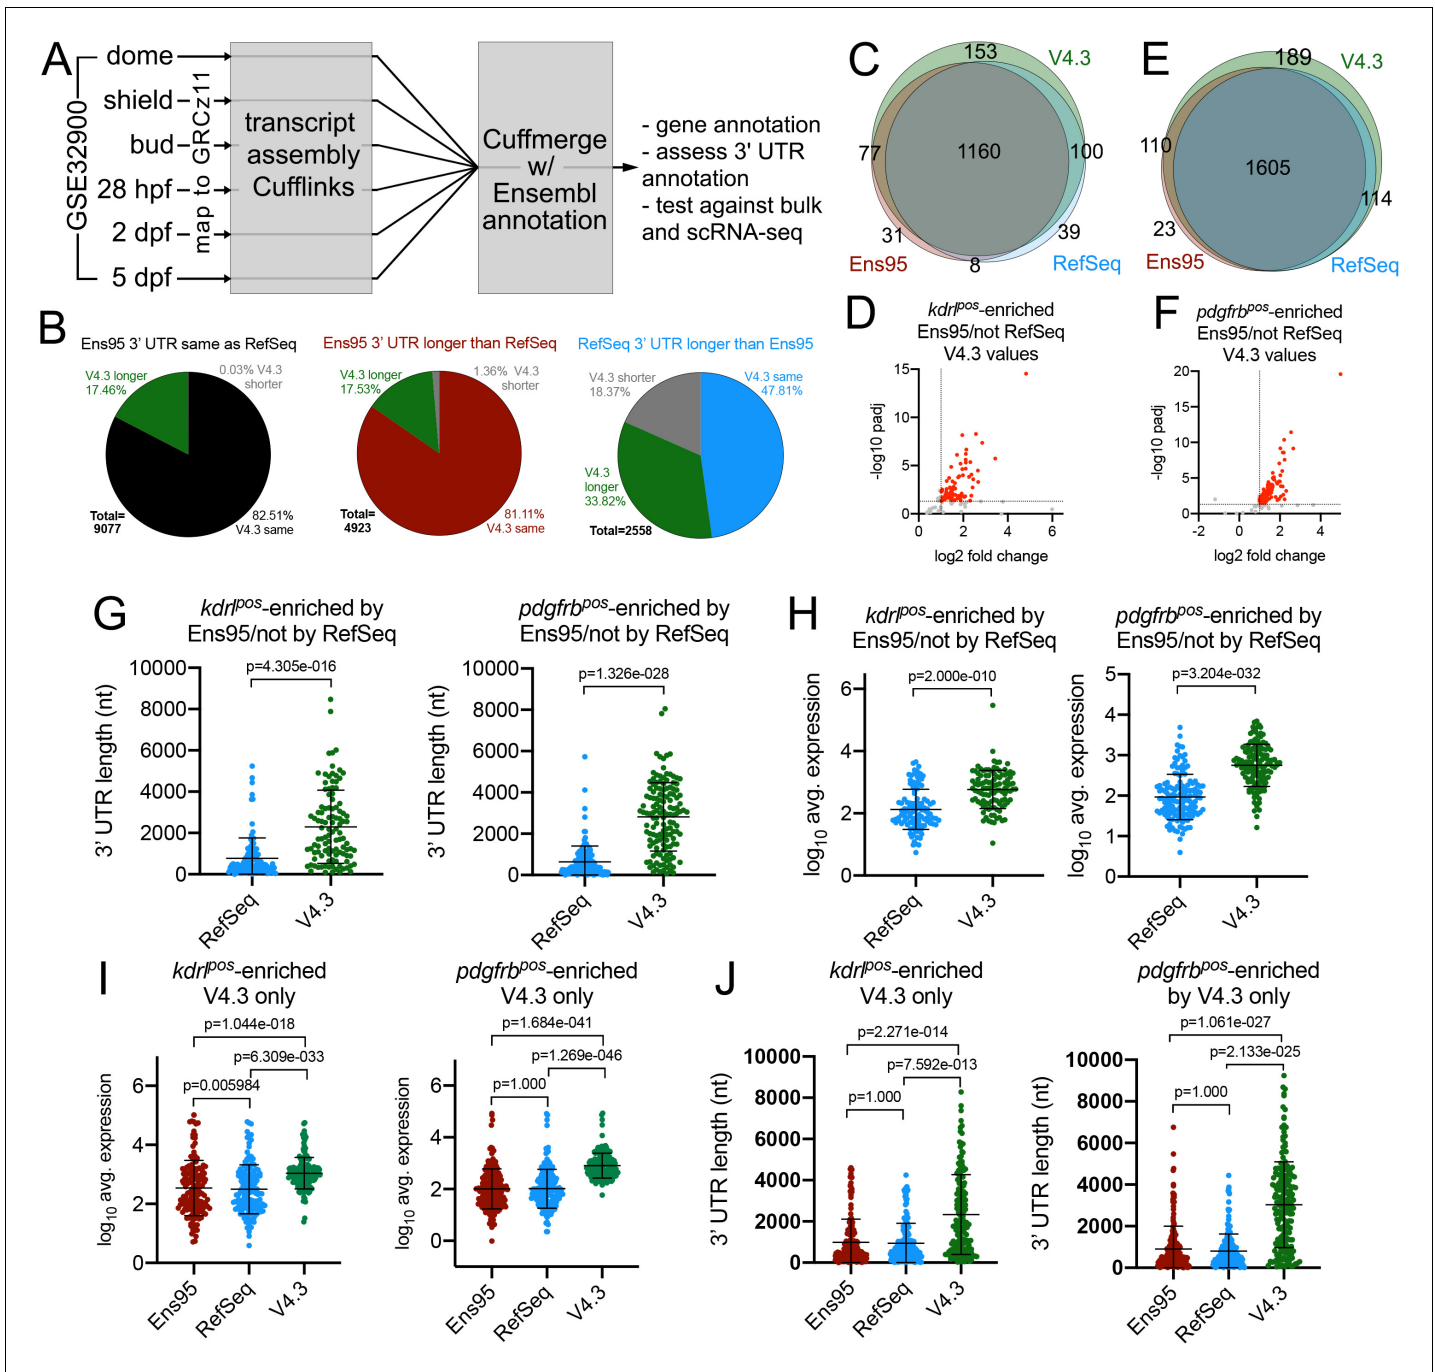 A
GSE32900
dome
shield
bud
28 hpf
2 dpf
5 dpf
map to GRCz11
transcript
assembly
Cufflinks
Cuffmerge
w/
Ensembl
annotation
- gene annotation
- assess 3' UTR
annotation
- test against bulk
and scRNA-seq
B
Ens95 3’ UTR same as RefSeq
V4.3 longer
17.46%
0.03% V4.3
shorter
Total=
9077
82.51%
V4.3 same
Ens95 3’ UTR longer than RefSeq
V4.3 longer
17.53%
1.36% V4.3
shorter
Total=
4923
81.11%
V4.3 same
RefSeq 3’ UTR longer than Ens95
V4.3 shorter
18.37%
V4.3 same
47.81%
V4.3
longer
33.82%
Total=2558
C
153
V4.3
77
1160
100
31
39
8
Ens95
RefSeq
D
kdrlpos-enriched
Ens95/not RefSeq
V4.3 values
-log10 padj
15
10
5
0
0 2 4 6
log2 fold change
E
189
V4.3
110
1605
114
23
Ens95
RefSeq
F
pdgfrbpos-enriched
Ens95/not RefSeq
V4.3 values
-log10 padj
20
15
10
5
0
-2 0 2 4
log2 fold change
G
kdrlpos-enriched by
Ens95/not by RefSeq
p=4.305e-016
3’ UTR length (nt)
10000
8000
6000
4000
2000
0
RefSeq
V4.3
pdgfrbpos-enriched by
Ens95/not by RefSeq
p=1.326e-028
3’ UTR length (nt)
10000
8000
6000
4000
2000
0
RefSeq
V4.3
H
kdrlpos-enriched by
Ens95/not by RefSeq
p=2.000e-010
log10 avg. expression
6
4
2
0
RefSeq
V4.3
pdgfrbpos-enriched by
Ens95/not by RefSeq
p=3.204e-032
log10 avg. expression
5
4
3
2
1
0
RefSeq
V4.3
I
kdrlpos-enriched
V4.3 only
p=1.044e-018
p=6.309e-033
p=0.005984
log10 avg. expression
6
4
2
0
Ens95
RefSeq
V4.3
pdgfrbpos-enriched
V4.3 only
p=1.684e-041
p=1.269e-046
p=1.000
log10 avg. expression
6
4
2
0
Ens95
RefSeq
V4.3
J
kdrlpos-enriched
V4.3 only
p=2.271e-014
p=7.592e-013
p=1.000
3’ UTR length (nt)
10000
8000
6000
4000
2000
0
Ens95
RefSeq
V4.3
pdgfrbpos-enriched
by V4.3 only
p=1.061e-027
p=2.133e-025
p=1.000
3’ UTR length (nt)
10000
8000
6000
4000
2000
0
Ens95
RefSeq
V4.3